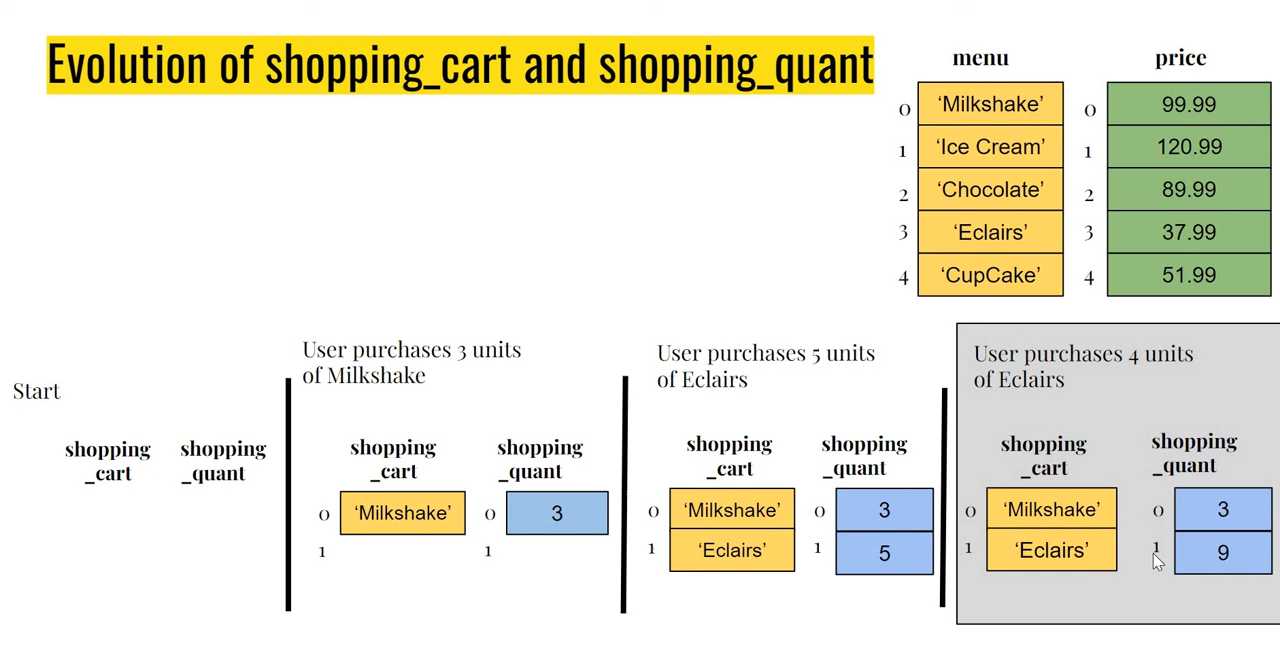 Evolution of shopping_cart and shopping_quant
menu
price
0
'Milkshake'
0
99.99
1
'Ice Cream'
1
120.99
2
'Chocolate'
2
89.99
3
'Eclairs'
3
37.99
4
'CupCake'
4
51.99
Start
shopping
_cart
shopping
_quant
User purchases 3 units
of Milkshake
shopping
_cart
shopping
_quant
0
'Milkshake'
0
3
1
1
User purchases 5 units
of Eclairs
shopping
_cart
shopping
_quant
0
'Milkshake'
0
3
1
'Eclairs'
1
5
User purchases 4 units
of Eclairs
shopping
_cart
shopping
_quant
0
'Milkshake'
0
3
1
'Eclairs'
1
9